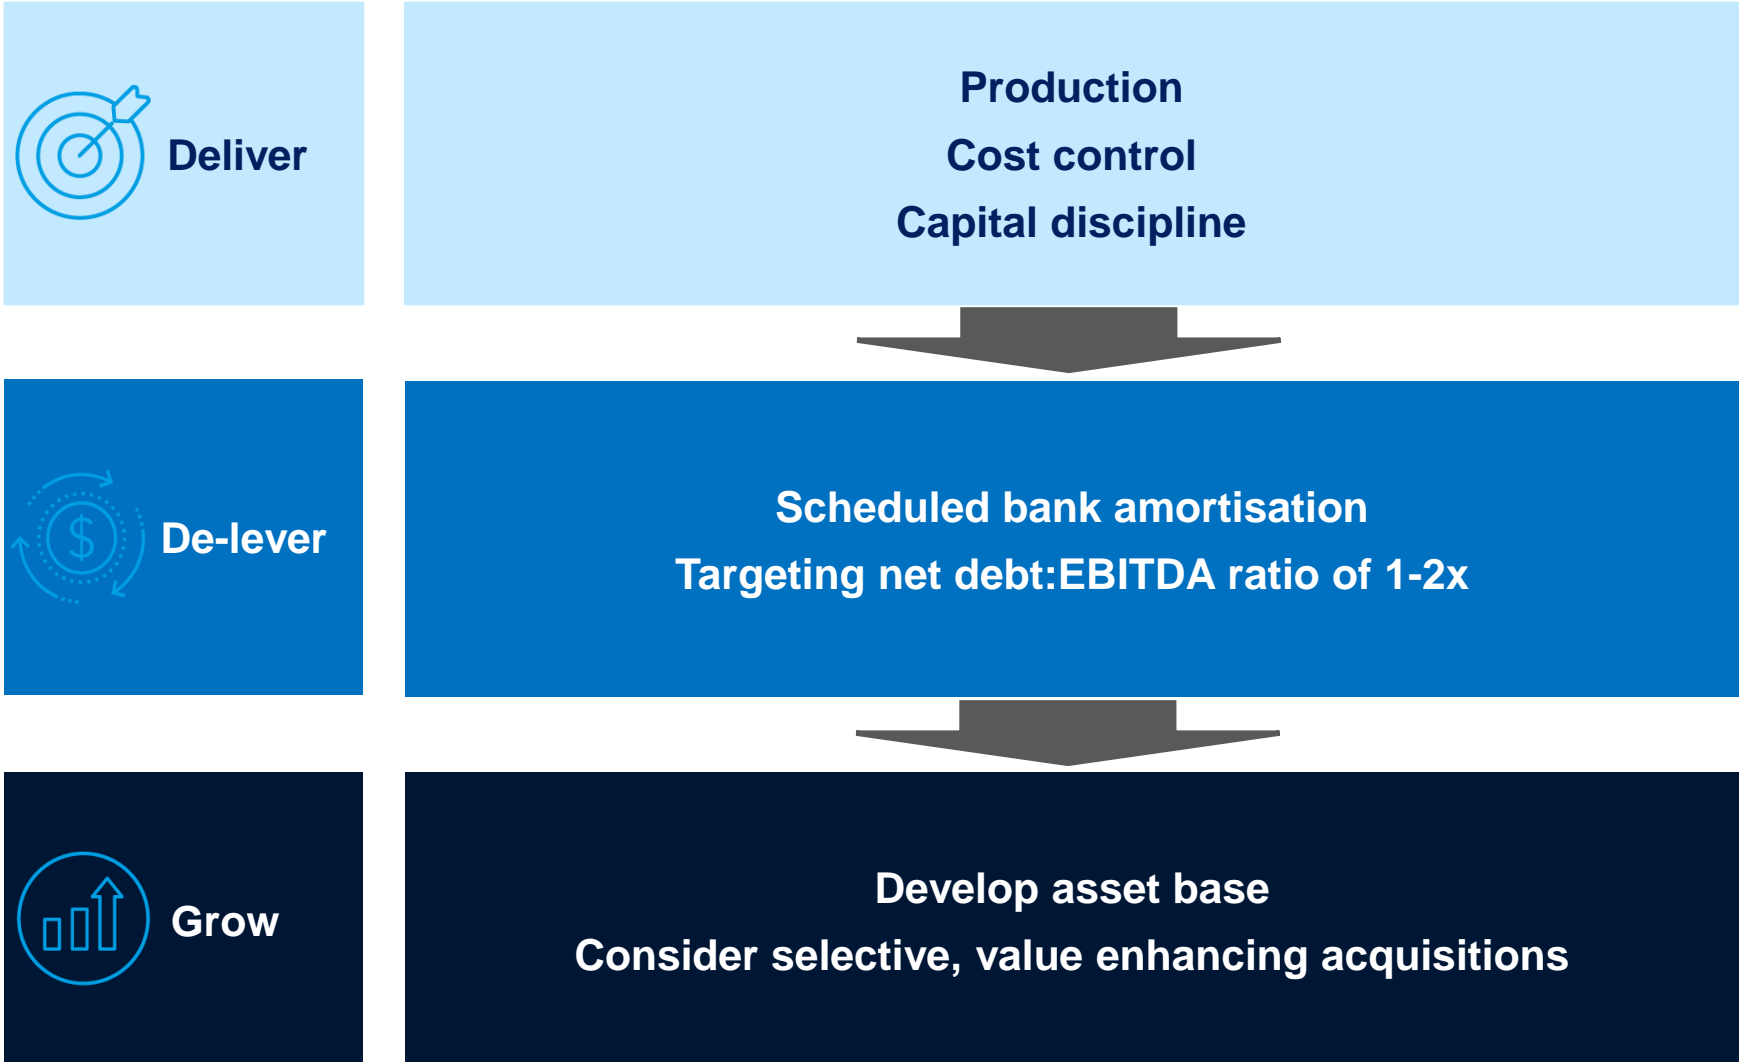 Deliver
Production
Cost control
Capital discipline
$
De-lever
Scheduled bank amortisation
Targeting net debt:EBITDA ratio of 1-2x
Grow
Develop asset base
Consider selective, value enhancing acquisitions